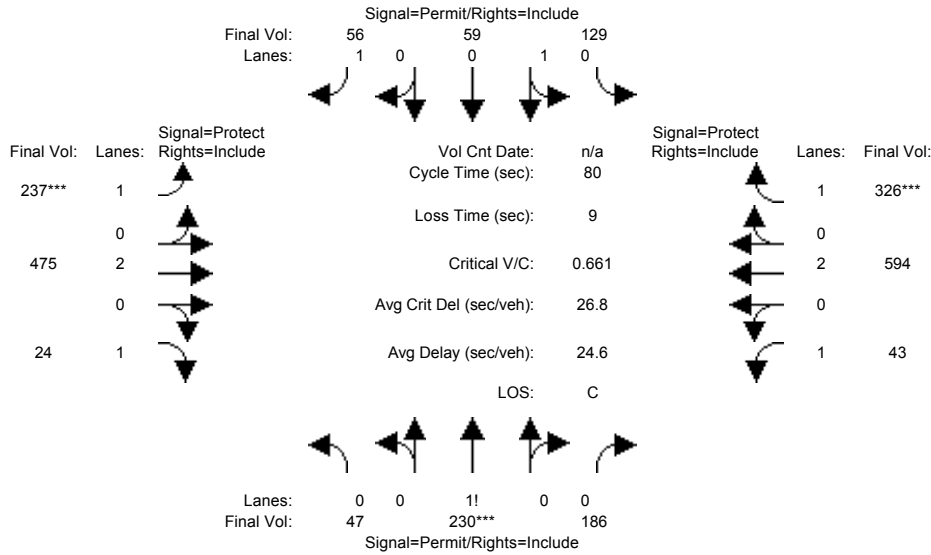 Signal=Permit/Rights=Include
Final Vol: 56 59 129
Lanes: 1 0 0 1 0
Signal=Protect Signal=Protect
Final Vol: Lanes: Rights=Include Vol Cnt Date: n/a Rights=Include Lanes: Final Vol:
Cycle Time (sec): 80
237*** 1 1 326***
Loss Time (sec): 9
0 0
475 2 Critical V/C: 0.661 2 594
0 Avg Crit Del (sec/veh): 26.8 0
24 1 Avg Delay (sec/veh): 24.6 1 43
LOS: C
Lanes: 0 0 1! 0 0
Final Vol: 47 230*** 186
Signal=Permit/Rights=Include